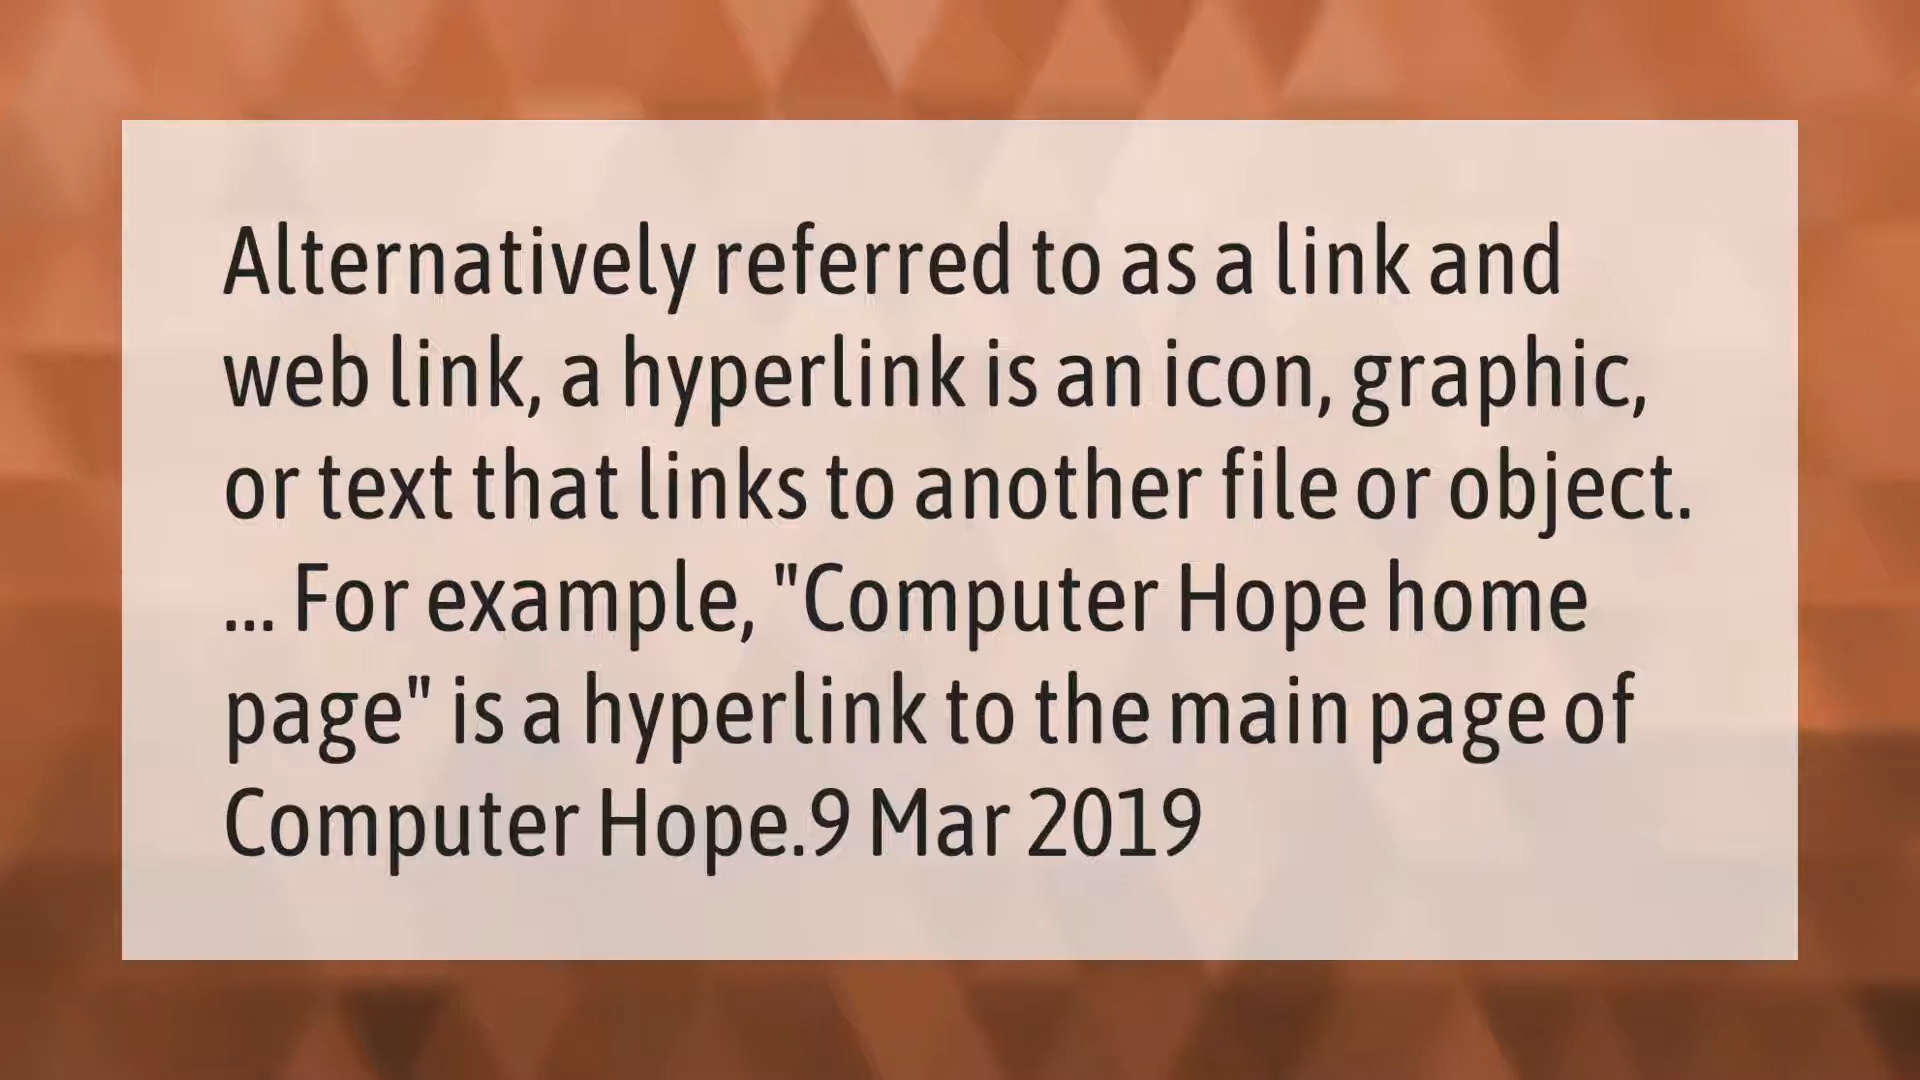 Alternatively referred to as a link and
web link, a hyperlink is an icon, graphic,
or text that links to another file or object.
... For example, "Computer Hope home
page" is a hyperlink to the main page of
Computer Hope.9 Mar 2019